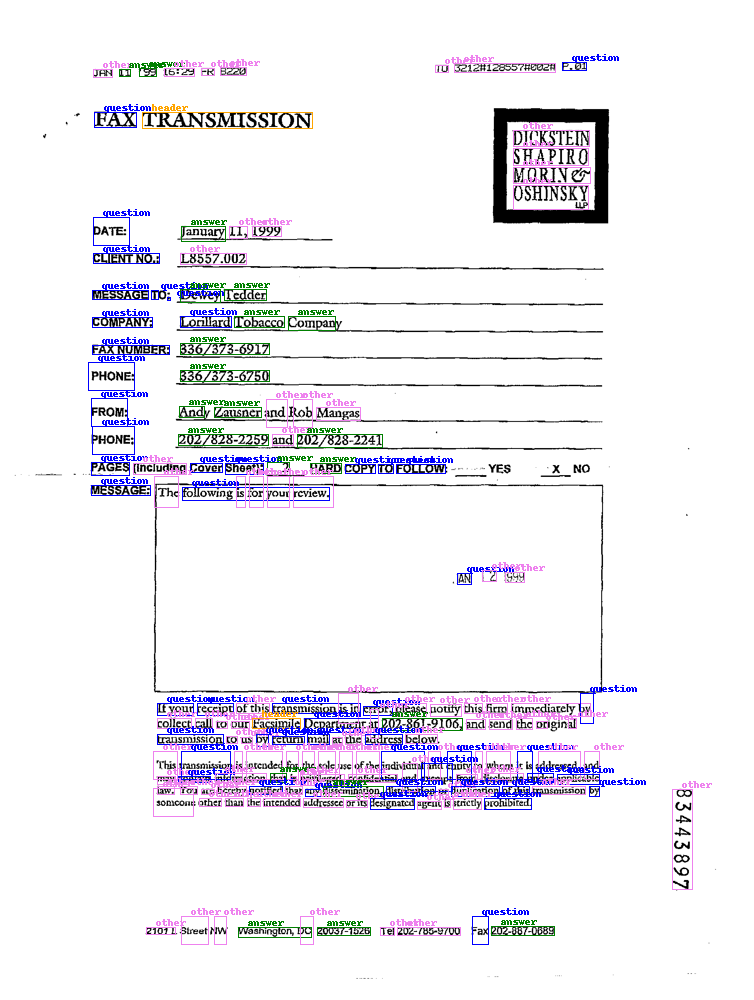 JAN 11 '99 16:29 FR 8220 TO 3212#128557#002# P.01
FAX TRANSMISSION
DICKSTEIN
SHAPIRO
MORIN &
OSHINSKY
LLP
DATE: January 11, 1999
CLIENT NO.: L8557.002
MESSAGE TO: Dewey Tedder
COMPANY: Lorillard Tobacco Company
FAX NUMBER: 336/373-6917
PHONE: 336/373-6750
FROM: Andy Zausner and Rob Mangas
PHONE: 202/828-2259 and 202/828-2241
PAGES (Including Cover Sheet): 2 HARD COPY TO FOLLOW: YES X NO
MESSAGE: The following is for your review.
AN 2 1999
If your receipt of this transmission is in error, please notify this firm immediately by
collect call to our Facsimile Department at 202-861-9106, and send the original
transmission to us by return mail at the address below.
This transmission is intended for the sole use of the individual and entity to whom it is addressed, and
may contain information that is privileged, confidential and exempt from disclosure under applicable
law. You are hereby notified that any dissemination, distribution or duplication of this transmission by
someone other than the intended addressee or its designated agent is strictly prohibited.
83443897
2101 L Street NW Washington, DC 20037-1526 Tel 202-785-9700 Fax 202-887-0689